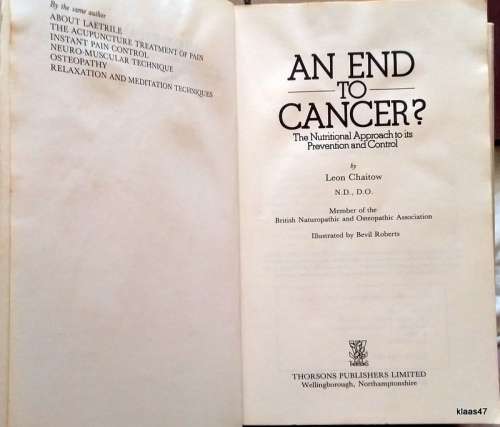 By the same author
ABOUT LAETRILE
THE ACUPUNCTURE TREATMENT OF PAIN
INSTANT PAIN CONTROL
NEURO-MUSCULAR TECHNIQUE
OSTEOPATHY
RELAXATION AND MEDITATION TECHNIQUES
AN END
TO
CANCER?
The Nutritional Approach to its
Prevention and Control
by
Leon Chaitow
N.D., D.O.
Member of the
British Naturopathic and Osteopathic Association
Illustrated by Bevil Roberts
THORSONS
THORSONS PUBLISHERS LIMITED
Wellingborough, Northamptonshire
klaas47